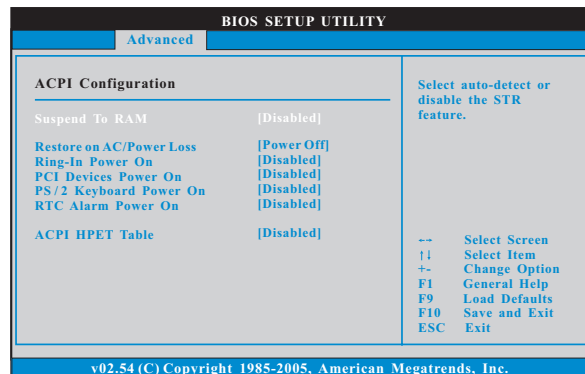 BIOS SETUP UTILITY
Advanced
ACPI Configuration
Suspend To RAM [Disabled]
Restore on AC/Power Loss [Power Off]
Ring-In Power On [Disabled]
PCI Devices Power On [Disabled]
PS/2 Keyboard Power On [Disabled]
RTC Alarm Power On [Disabled]
ACPI HPET Table [Disabled]
Select auto-detect or
disable the STR
feature.
←→ Select Screen
↑↓ Select Item
+- Change Option
F1 General Help
F9 Load Defaults
F10 Save and Exit
ESC Exit
v02.54 (C) Copyright 1985-2005, American Megatrends, Inc.